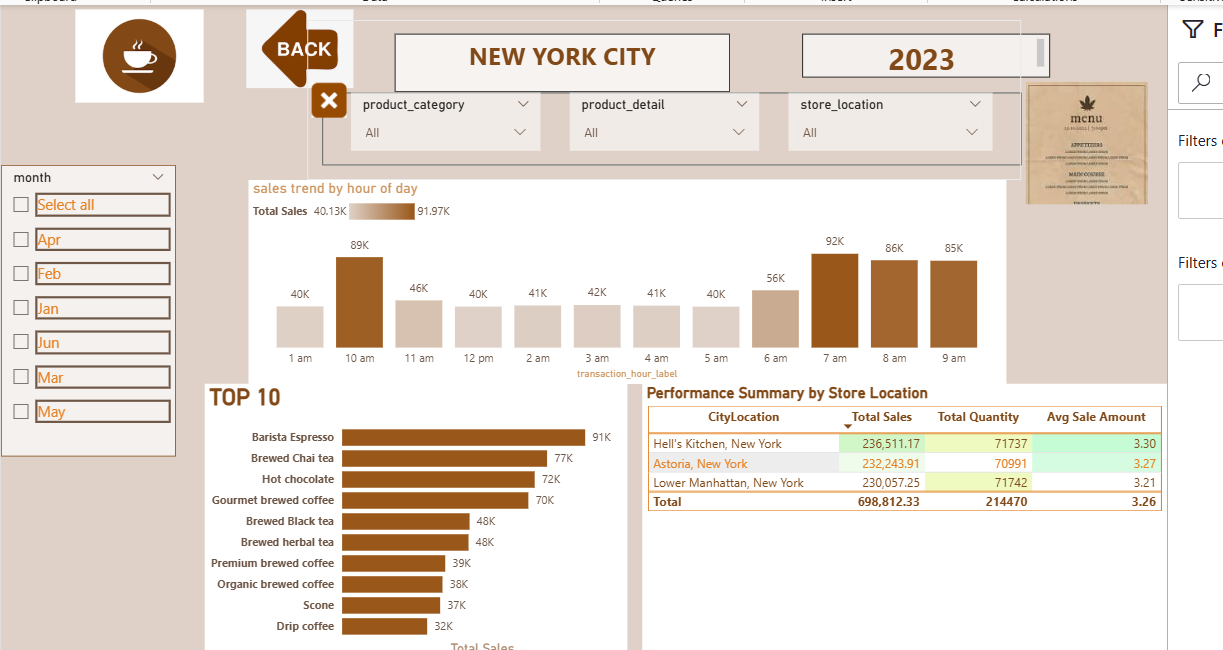 BACK
NEW YORK CITY
2023
product_category
All
product_detail
All
store_location
All
menu
APPETIZERS
MAIN COURSE
month
Select all
Apr
Feb
Jan
Jun
Mar
May
sales trend by hour of day
Total Sales 40.13K 91.97K
40K 89K 46K 40K 41K 42K 41K 40K 56K 92K 86K 85K
1 am 10 am 11 am 12 pm 2 am 3 am 4 am 5 am 6 am 7 am 8 am 9 am
transaction_hour_label
TOP 10
Barista Espresso 91K
Brewed Chai tea 77K
Hot chocolate 72K
Gourmet brewed coffee 70K
Brewed Black tea 48K
Brewed herbal tea 48K
Premium brewed coffee 39K
Organic brewed coffee 38K
Scone 37K
Drip coffee 32K
Total Sales
Performance Summary by Store Location
CityLocation Total Sales Total Quantity Avg Sale Amount
Hell's Kitchen, New York 236,511.17 71737 3.30
Astoria, New York 232,243.91 70991 3.27
Lower Manhattan, New York 230,057.25 71742 3.21
Total 698,812.33 214470 3.26
F
Filters
Filters